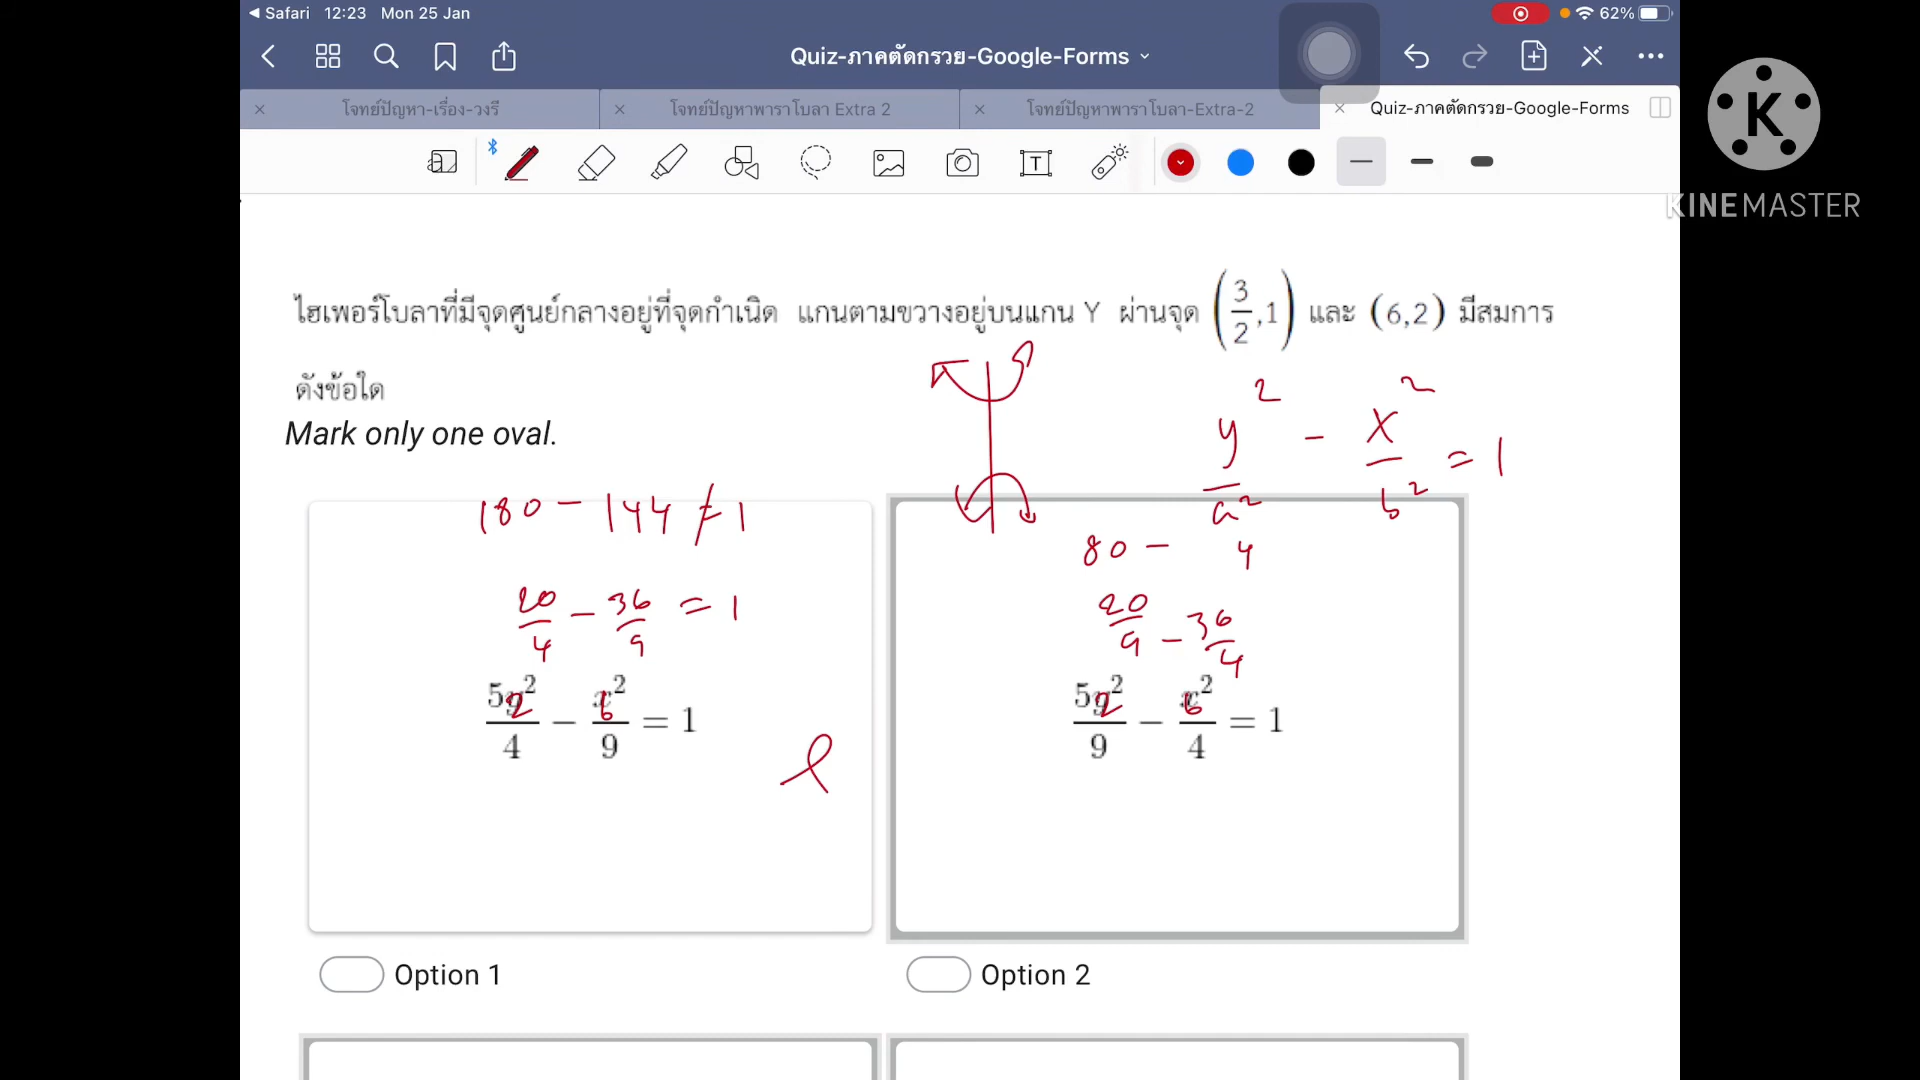 Safari 12:23 Mon 25 Jan 62%
Quiz-ภาคตัดกรวย-Google-Forms
โจทย์ปัญหา-เรื่อง-วงรี
โจทย์ปัญหาพาราโบลา Extra 2
โจทย์ปัญหาพาราโบลา-Extra-2
Quiz-ภาคตัดกรวย-Google-Forms
K
KINEMASTER
ไฮเพอร์โบลาที่มีจุดศูนย์กลางอยู่ที่จุดกำเนิด แกนตามขวางอยู่บนแกน Y ผ่านจุด (3/2,1) และ (6,2) มีสมการ
ดังข้อใด
Mark only one oval.
y²/a² - x²/b² = 1
180 - 144 ≠ 1
20/4 - 36/9 = 1
5y²/4 - x²/9 = 1
2 6
80 - 4
20/9 - 36/4
5y²/9 - x²/4 = 1
2 6
Option 1
Option 2